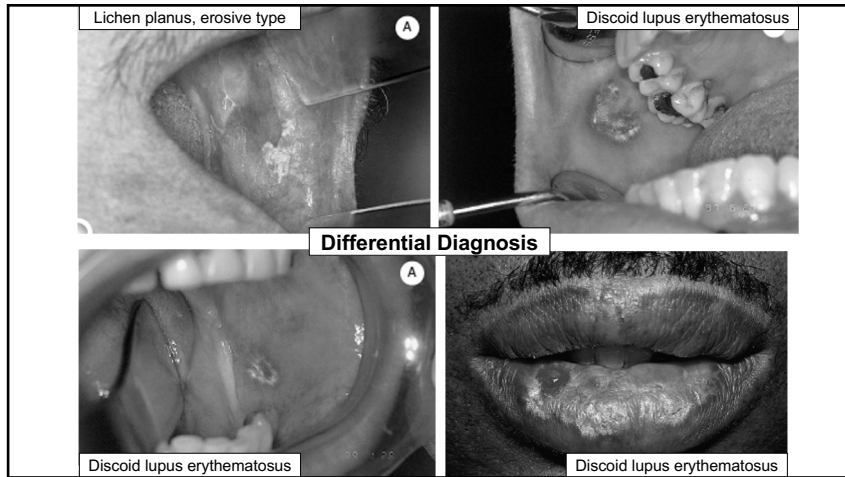 Lichen planus, erosive type
A
Discoid lupus erythematosus
Differential Diagnosis
A
Discoid lupus erythematosus
Discoid lupus erythematosus